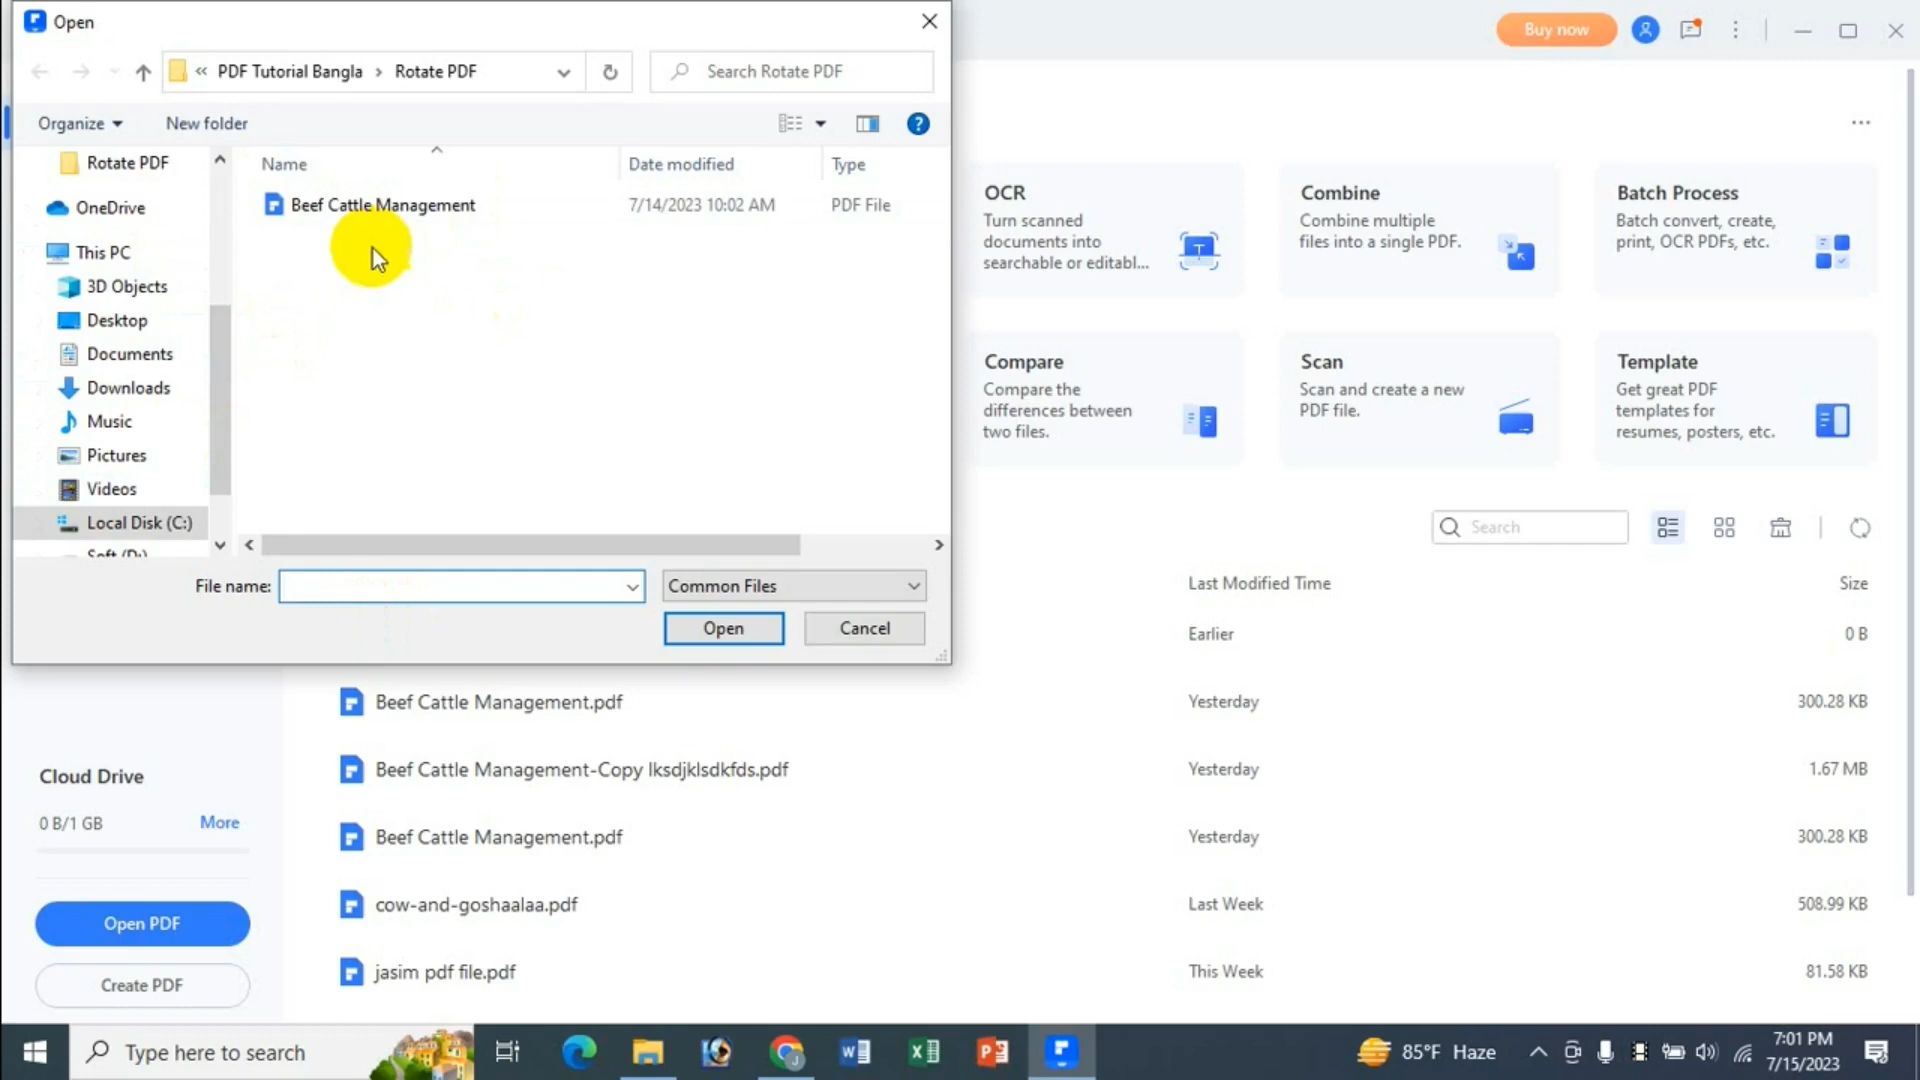 Open
Buy now
« PDF Tutorial Bangla › Rotate PDF
Search Rotate PDF
Organize
New folder
Name
Date modified
Type
Rotate PDF
Beef Cattle Management
7/14/2023 10:02 AM
PDF File
OneDrive
This PC
3D Objects
Desktop
Documents
Downloads
Music
Pictures
Videos
Local Disk (C:)
Soft (D:)
File name:
Common Files
Open
Cancel
OCR
Turn scanned
documents into
searchable or editabl...
Combine
Combine multiple
files into a single PDF.
Batch Process
Batch convert, create,
print, OCR PDFs, etc.
Compare
Compare the
differences between
two files.
Scan
Scan and create a new
PDF file.
Template
Get great PDF
templates for
resumes, posters, etc.
Search
Last Modified Time
Size
Earlier
0 B
Beef Cattle Management.pdf
Yesterday
300.28 KB
Beef Cattle Management-Copy lksdjklsdkfds.pdf
Yesterday
1.67 MB
Beef Cattle Management.pdf
Yesterday
300.28 KB
cow-and-goshaalaa.pdf
Last Week
508.99 KB
jasim pdf file.pdf
This Week
81.58 KB
Cloud Drive
0 B/1 GB
More
Open PDF
Create PDF
Type here to search
85°F Haze
7:01 PM
7/15/2023